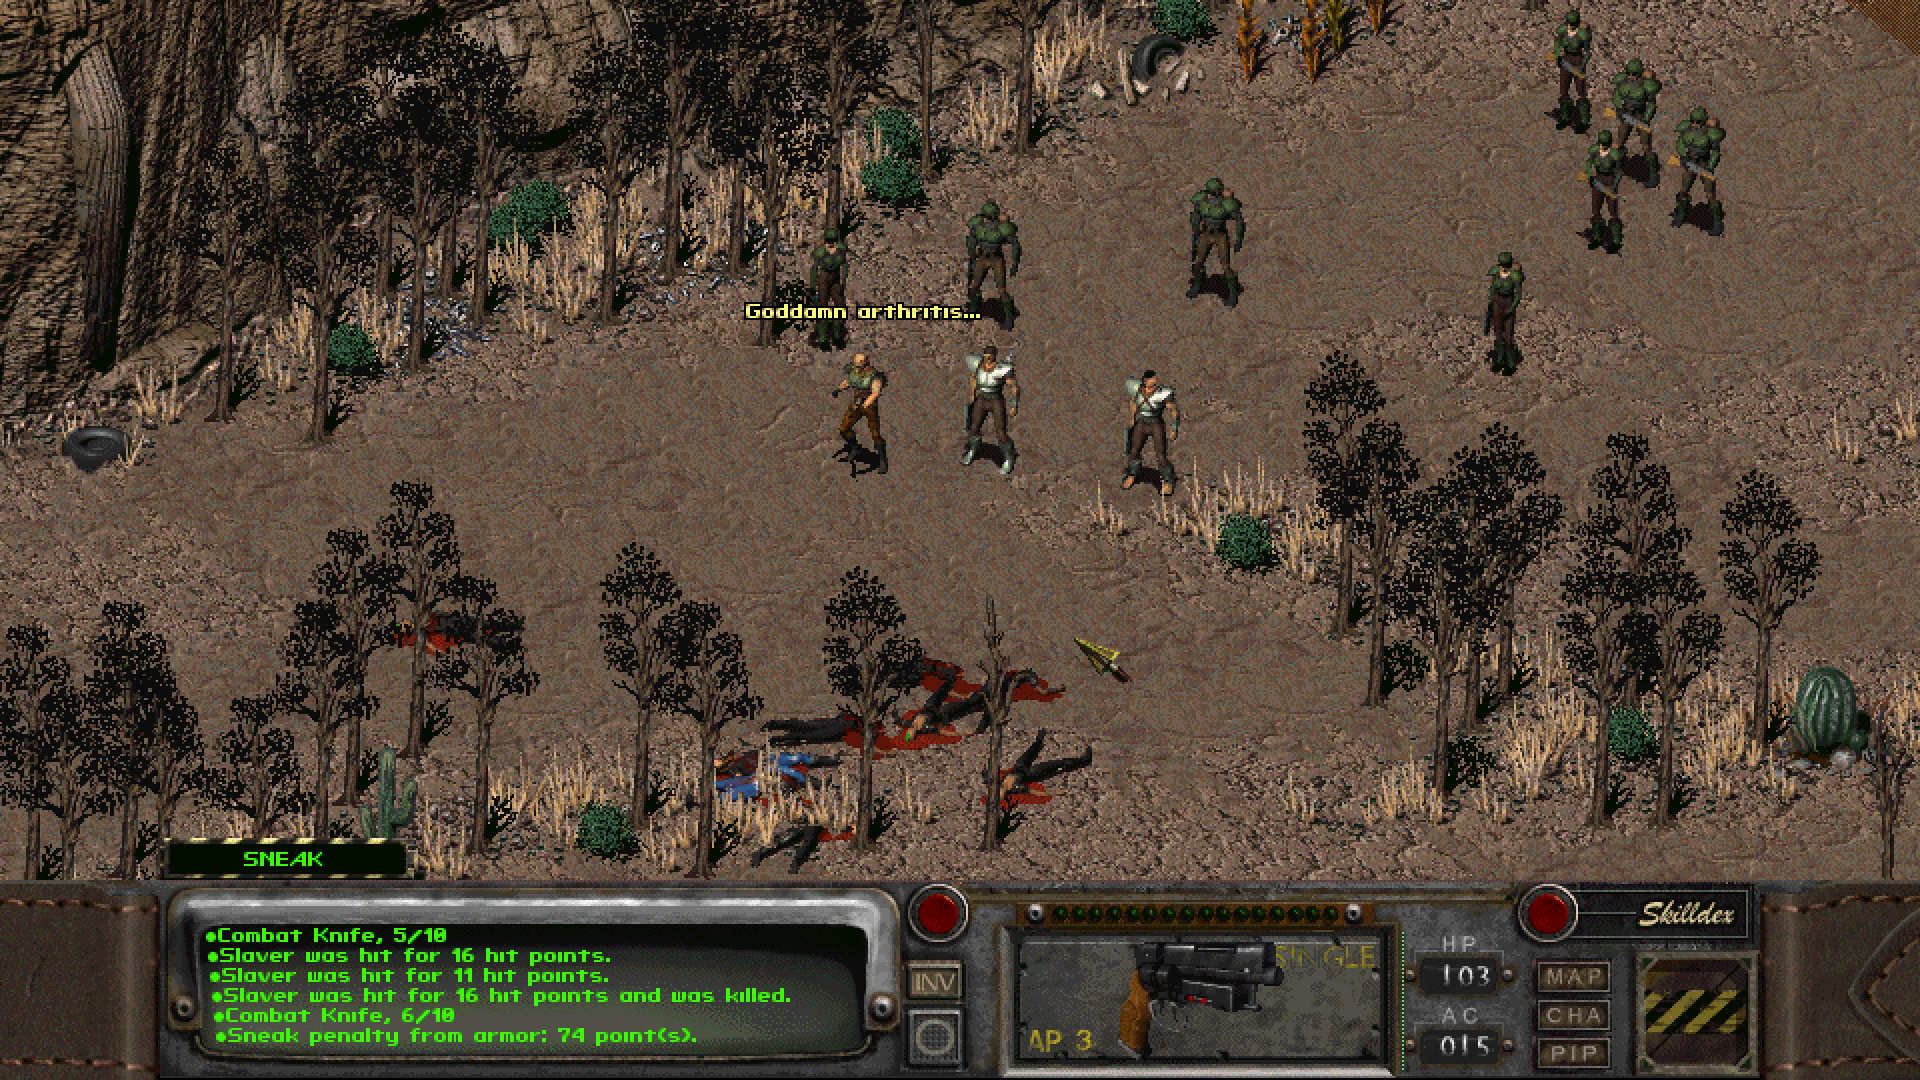 Goddamn arthritis...
SNEAK
•Combat Knife, 5/10
•Slaver was hit for 16 hit points.
•Slaver was hit for 11 hit points.
•Slaver was hit for 16 hit points and was killed.
•Combat Knife, 6/10
•Sneak penalty from armor: 74 point(s).
INV
SINGLE
AP 3
HP
103
AC
015
Skilldex
MAP
CHA
PIP